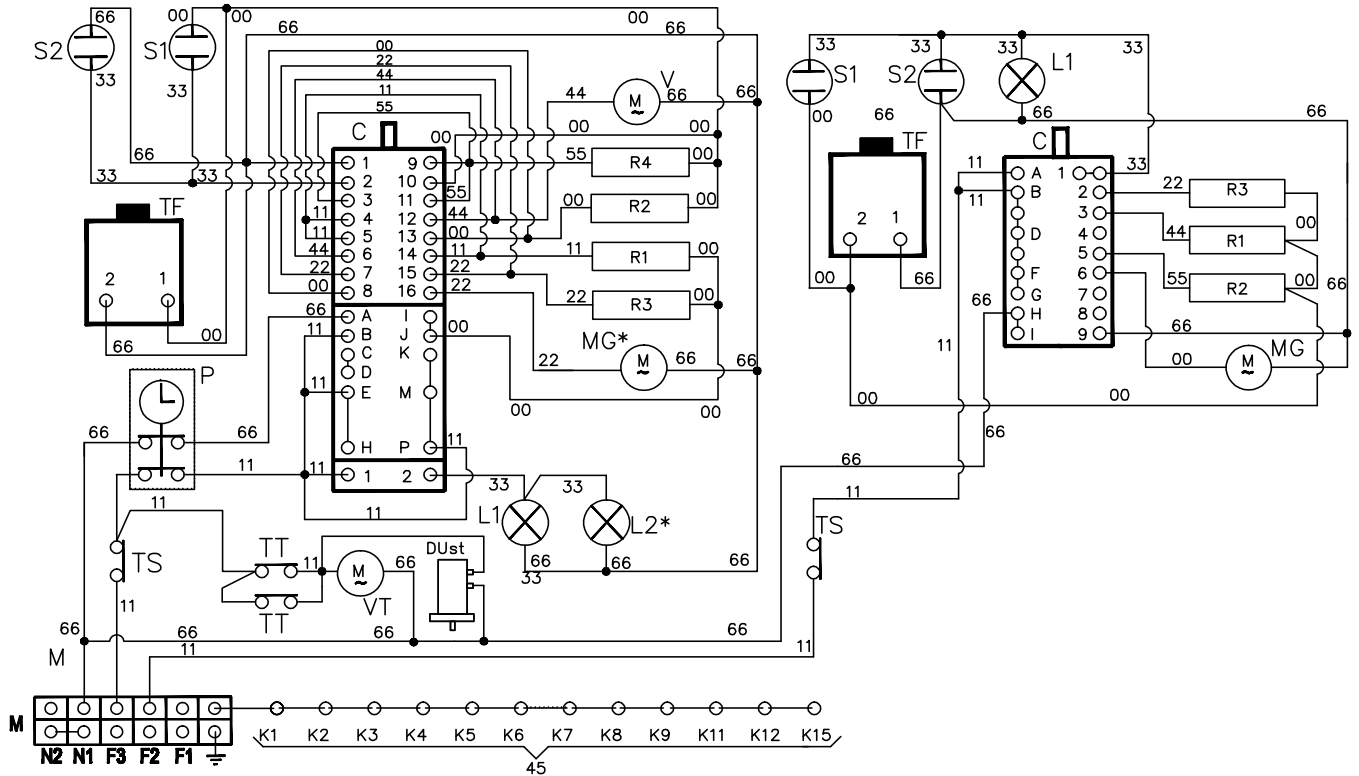 66 00 00
S2 S1 66
33 33 00 22 44 11 55
V
44 M ~ 66 66
C 00 00 00
66 1 9 55 R4 00
33 33 2 10
3 11 55
TF 11 4 12 44 00 R2 00
11 5 13 00
44 6 14 11 11 R1 00
2 1 22 7 15 22
00 8 16 22 22 R3 00
00 66 66 A I
11 B J 00 MG*
C K
D 22 M ~ 66 66
P 11 E M
00 00
66 66 H P 11
11 11 1 2 33 33
11 L1 L2*
11 66 33 66 66
TS TT 11 M ~ 66 DUst
VT
11 TT
66 66 66 66
M 11 11
33 33 33 33
S1 S2 L1
00 66 66 66
TF C
11 A 1 33
11 B 2 22 R3
2 1 3 44 R1 00
D 4
5 55 R2 00
00 66 F 6
G 7 66
66 H 8
I 9 66
11 00 M ~ MG
00 00
66
66
11
TS
M
N2 N1 F3 F2 F1
K1 K2 K3 K4 K5 K6 K7 K8 K9 K11 K12 K15
45